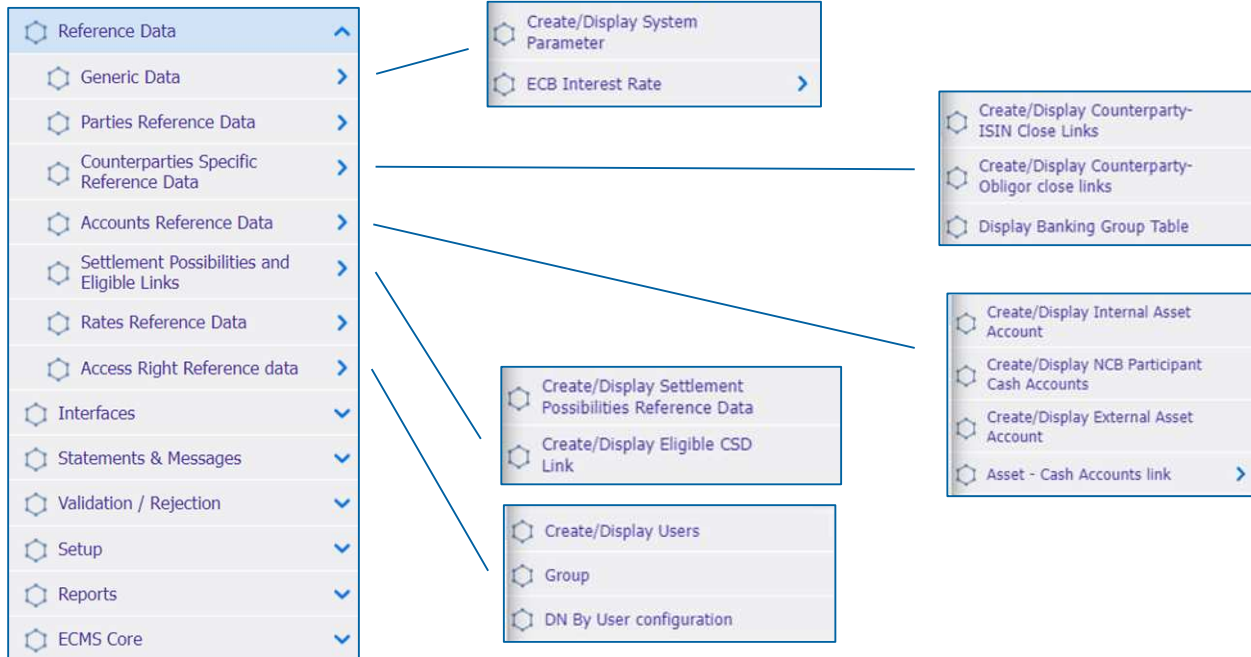 Reference Data
Generic Data
Parties Reference Data
Counterparties Specific
Reference Data
Accounts Reference Data
Settlement Possibilities and
Eligible Links
Rates Reference Data
Access Right Reference data
Interfaces
Statements & Messages
Validation / Rejection
Setup
Reports
ECMS Core
Create/Display System
Parameter
ECB Interest Rate
Create/Display Counterparty-
ISIN Close Links
Create/Display Counterparty-
Obligor close links
Display Banking Group Table
Create/Display Internal Asset
Account
Create/Display NCB Participant
Cash Accounts
Create/Display External Asset
Account
Asset - Cash Accounts link
Create/Display Settlement
Possibilities Reference Data
Create/Display Eligible CSD
Link
Create/Display Users
Group
DN By User configuration